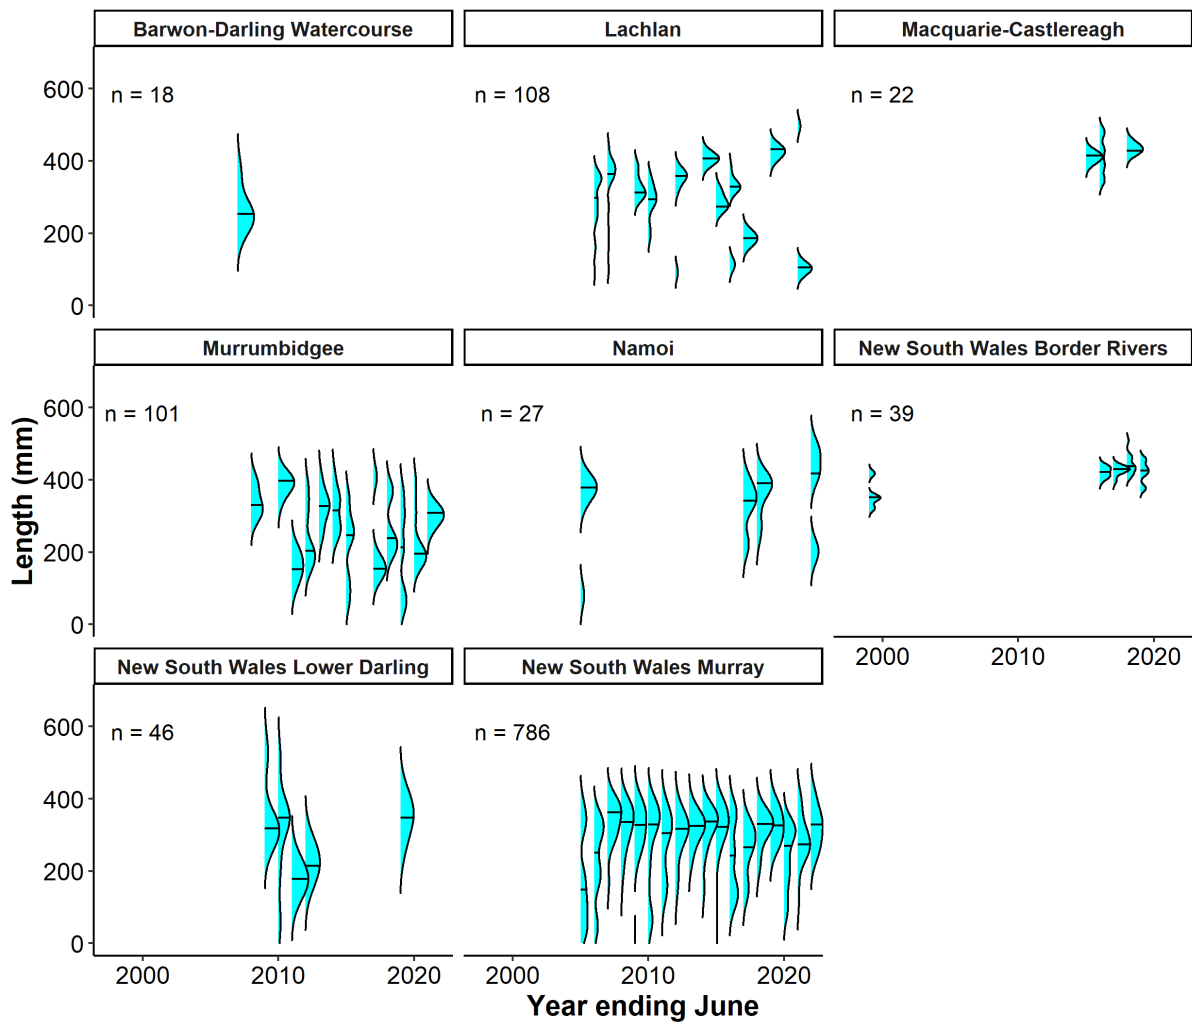 Barwon-Darling Watercourse
Lachlan
Macquarie-Castlereagh
n = 18
n = 108
n = 22
600
400
200
0
Murrumbidgee
Namoi
New South Wales Border Rivers
n = 101
n = 27
n = 39
600
400
200
0
Length (mm)
2000 2010 2020
New South Wales Lower Darling
New South Wales Murray
n = 46
n = 786
600
400
200
0
2000 2010 2020
2000 2010 2020
Year ending June